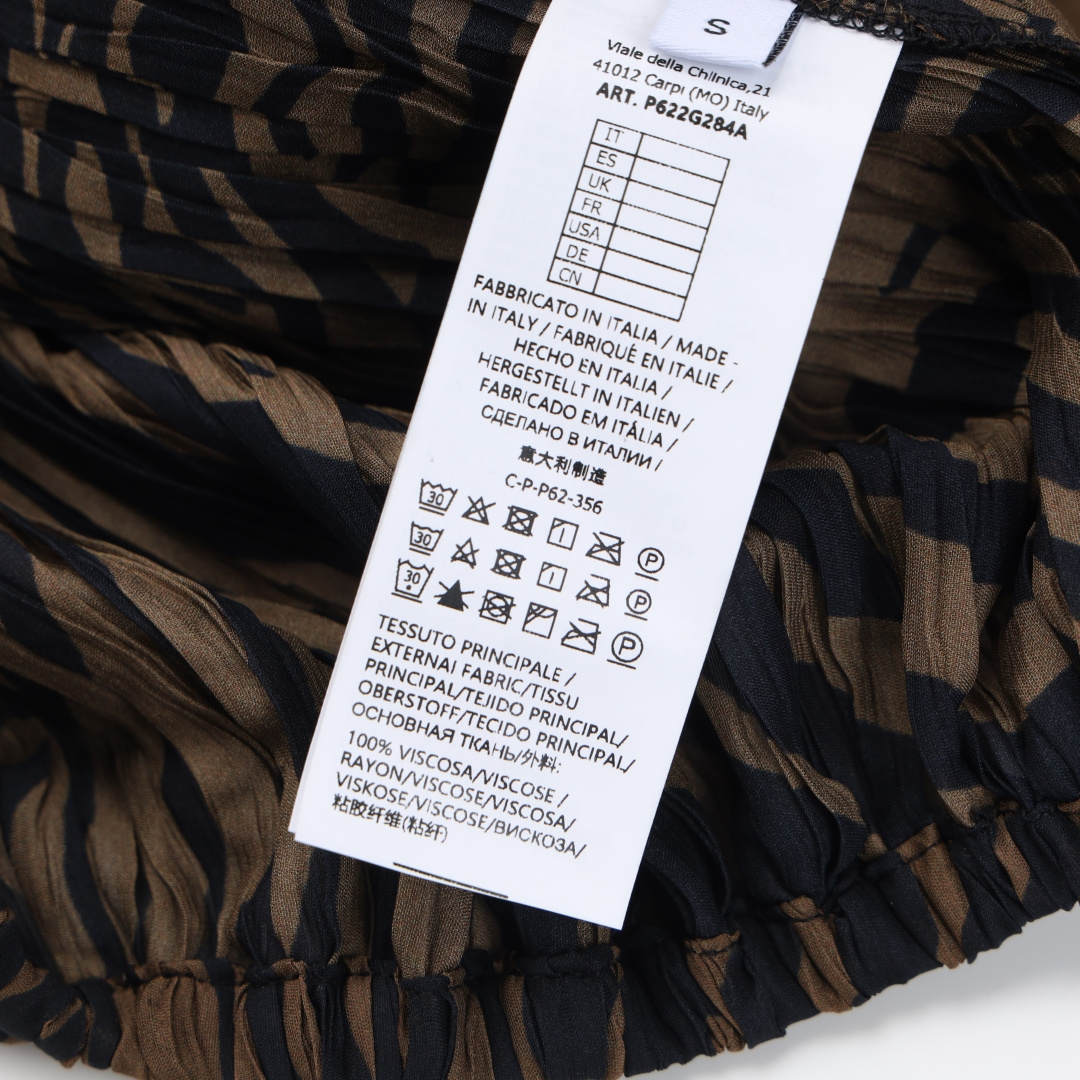 S
Viale della Chilnica,21
41012 Carpi (MO) Italy
ART. P622G284A
IT
ES
UK
FR
USA
DE
CN
FABBRICATO IN ITALIA / MADE -
IN ITALY / FABRIQUÉ EN ITALIE /
HECHO EN ITALIA /
HERGESTELLT IN ITALIEN /
FABRICADO EM ITÁLIA /
СДЕЛАНО В ИТАЛИИ /
意大利制造
C-P-P62-356
30 P
30 P
30 P
TESSUTO PRINCIPALE /
EXTERNAL FABRIC/TISSU
PRINCIPAL/TEJIDO PRINCIPAL/
OBERSTOFF/TECIDO PRINCIPAL/
ОСНОВНАЯ ТКАНЬ/外料:
100% VISCOSA/VISCOSE /
RAYON/VISCOSE/VISCOSA/
VISKOSE/VISCOSE/ВИСКОЗА/
粘胶纤维(粘纤)